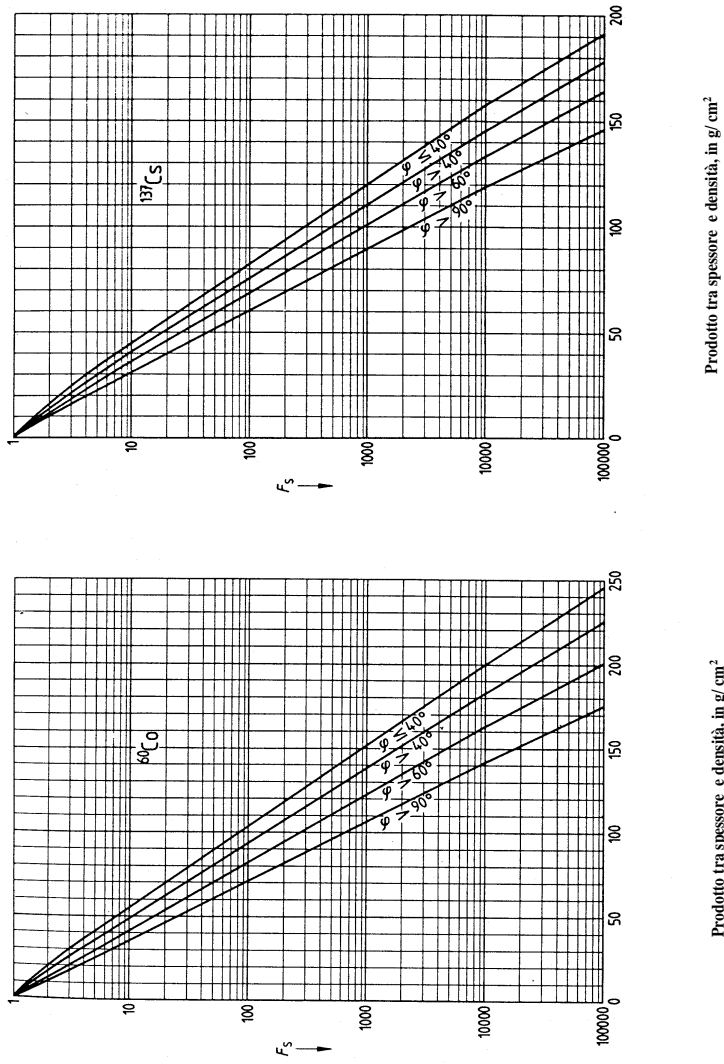 200
150
100
50
0
1
10
100
1000
10000
100000
F_S
¹³⁷Cs
φ ≤ 40°
φ > 40°
φ > 60°
φ > 90°
Prodotto tra spessore e densità, in g/cm²
250
200
150
100
50
0
1
10
100
1000
10000
100000
F_S
⁶⁰Co
φ ≤ 40°
φ > 40°
φ > 60°
φ > 90°
Prodotto tra spessore e densità, in g/cm²